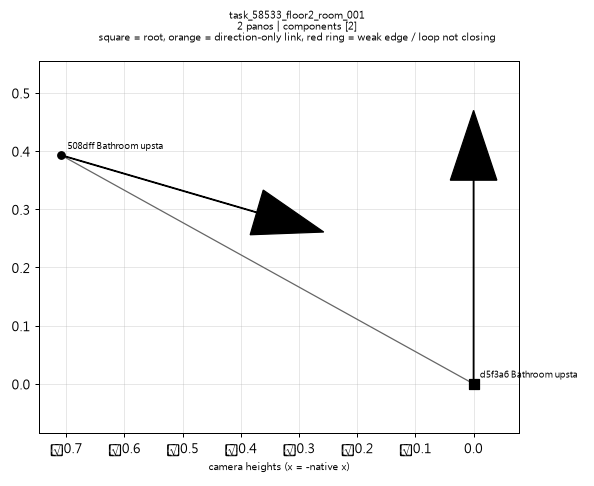 task_58533_floor2_room_001
2 panos | components [2]
square = root, orange = direction-only link, red ring = weak edge / loop not closing
0.5
0.4
0.3
0.2
0.1
0.0
508dff Bathroom upsta
d5f3a6 Bathroom upsta
0.7 0.6 0.5 0.4 0.3 0.2 0.1 0.0
camera heights (x = -native x)